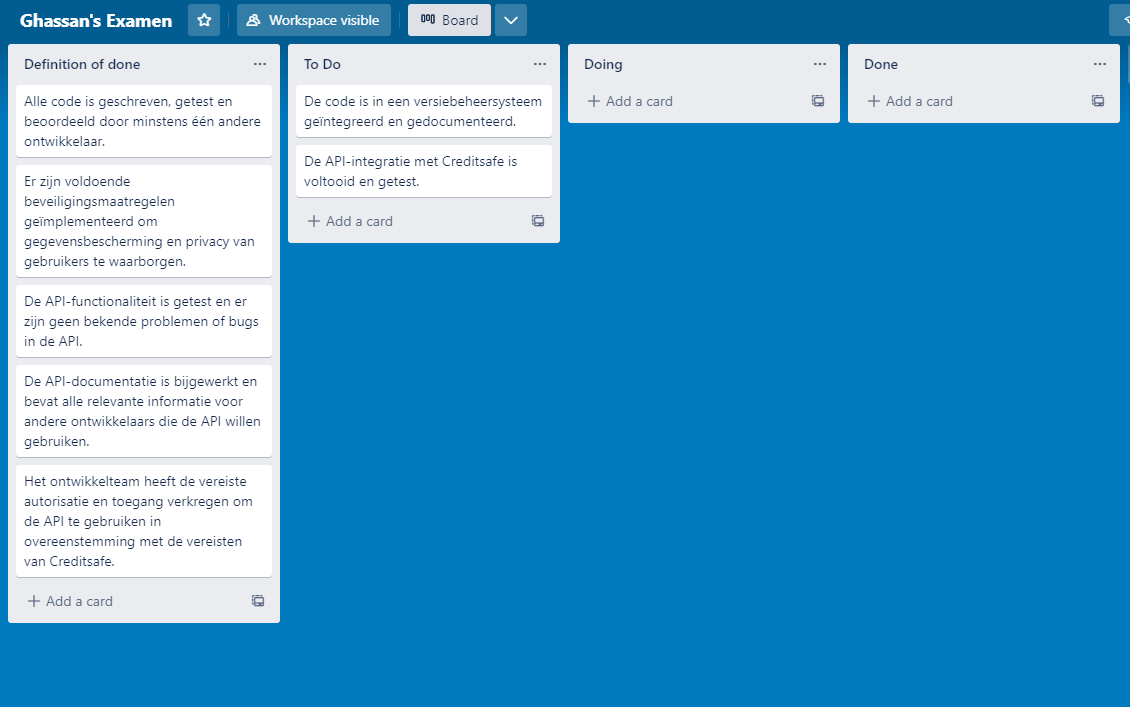 Ghassan's Examen
Workspace visible
Board
Definition of done
Alle code is geschreven, getest en
beoordeeld door minstens één andere
ontwikkelaar.
Er zijn voldoende
beveiligingsmaatregelen
geïmplementeerd om
gegevensbescherming en privacy van
gebruikers te waarborgen.
De API-functionaliteit is getest en er
zijn geen bekende problemen of bugs
in de API.
De API-documentatie is bijgewerkt en
bevat alle relevante informatie voor
andere ontwikkelaars die de API willen
gebruiken.
Het ontwikkelteam heeft de vereiste
autorisatie en toegang verkregen om
de API te gebruiken in
overeenstemming met de vereisten
van Creditsafe.
Add a card
To Do
De code is in een versiebeheersysteem
geïntegreerd en gedocumenteerd.
De API-integratie met Creditsafe is
voltooid en getest.
Add a card
Doing
Add a card
Done
Add a card